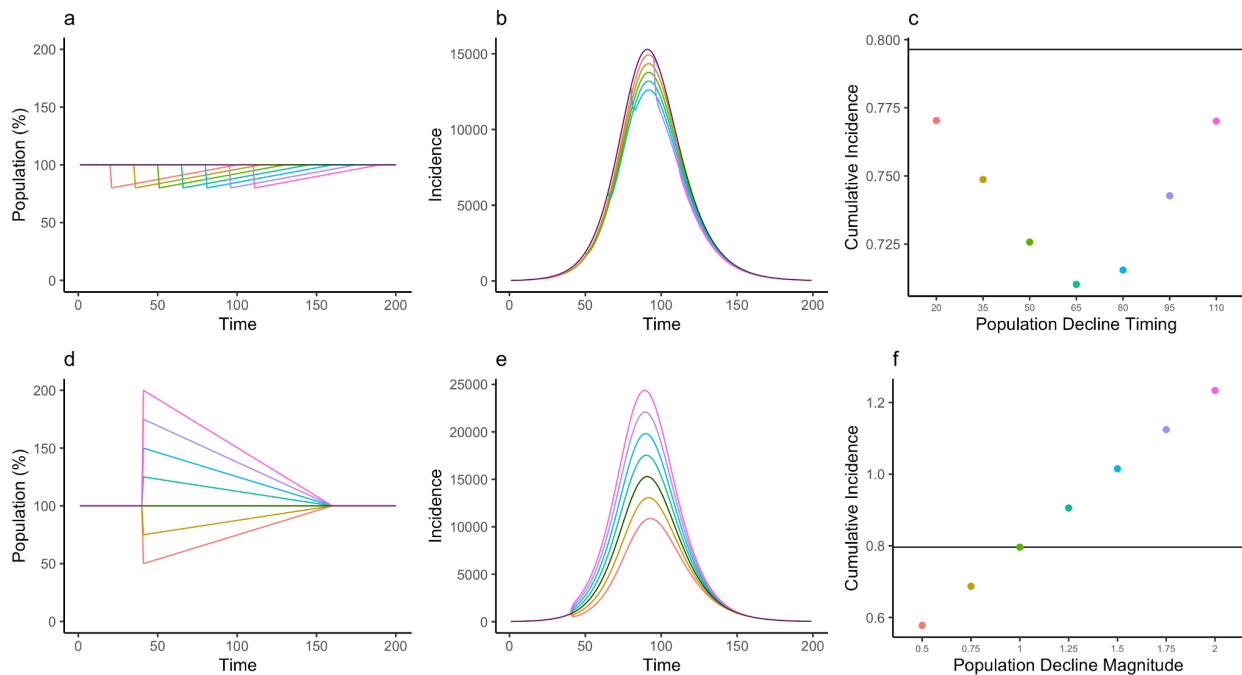 a
200
150
100
50
0
Population (%)
0 50 100 150 200
Time
b
15000
10000
5000
0
Incidence
0 50 100 150 200
Time
c
0.800
0.775
0.750
0.725
Cumulative Incidence
20 35 50 65 80 95 110
Population Decline Timing
d
200
150
100
50
0
Population (%)
0 50 100 150 200
Time
e
25000
20000
15000
10000
5000
0
Incidence
0 50 100 150 200
Time
f
1.2
1.0
0.8
0.6
Cumulative Incidence
0.5 0.75 1 1.25 1.5 1.75 2
Population Decline Magnitude